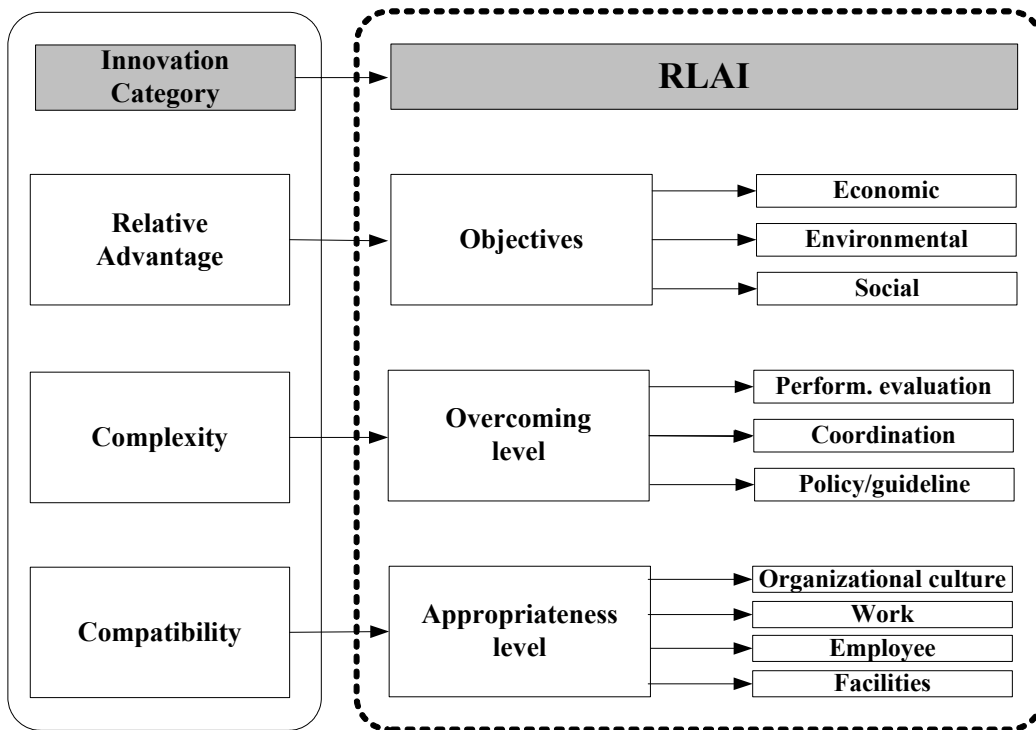 Innovation
Category
RLAI
Relative
Advantage
Objectives
Economic
Environmental
Social
Complexity
Overcoming
level
Perform. evaluation
Coordination
Policy/guideline
Compatibility
Appropriateness
level
Organizational culture
Work
Employee
Facilities